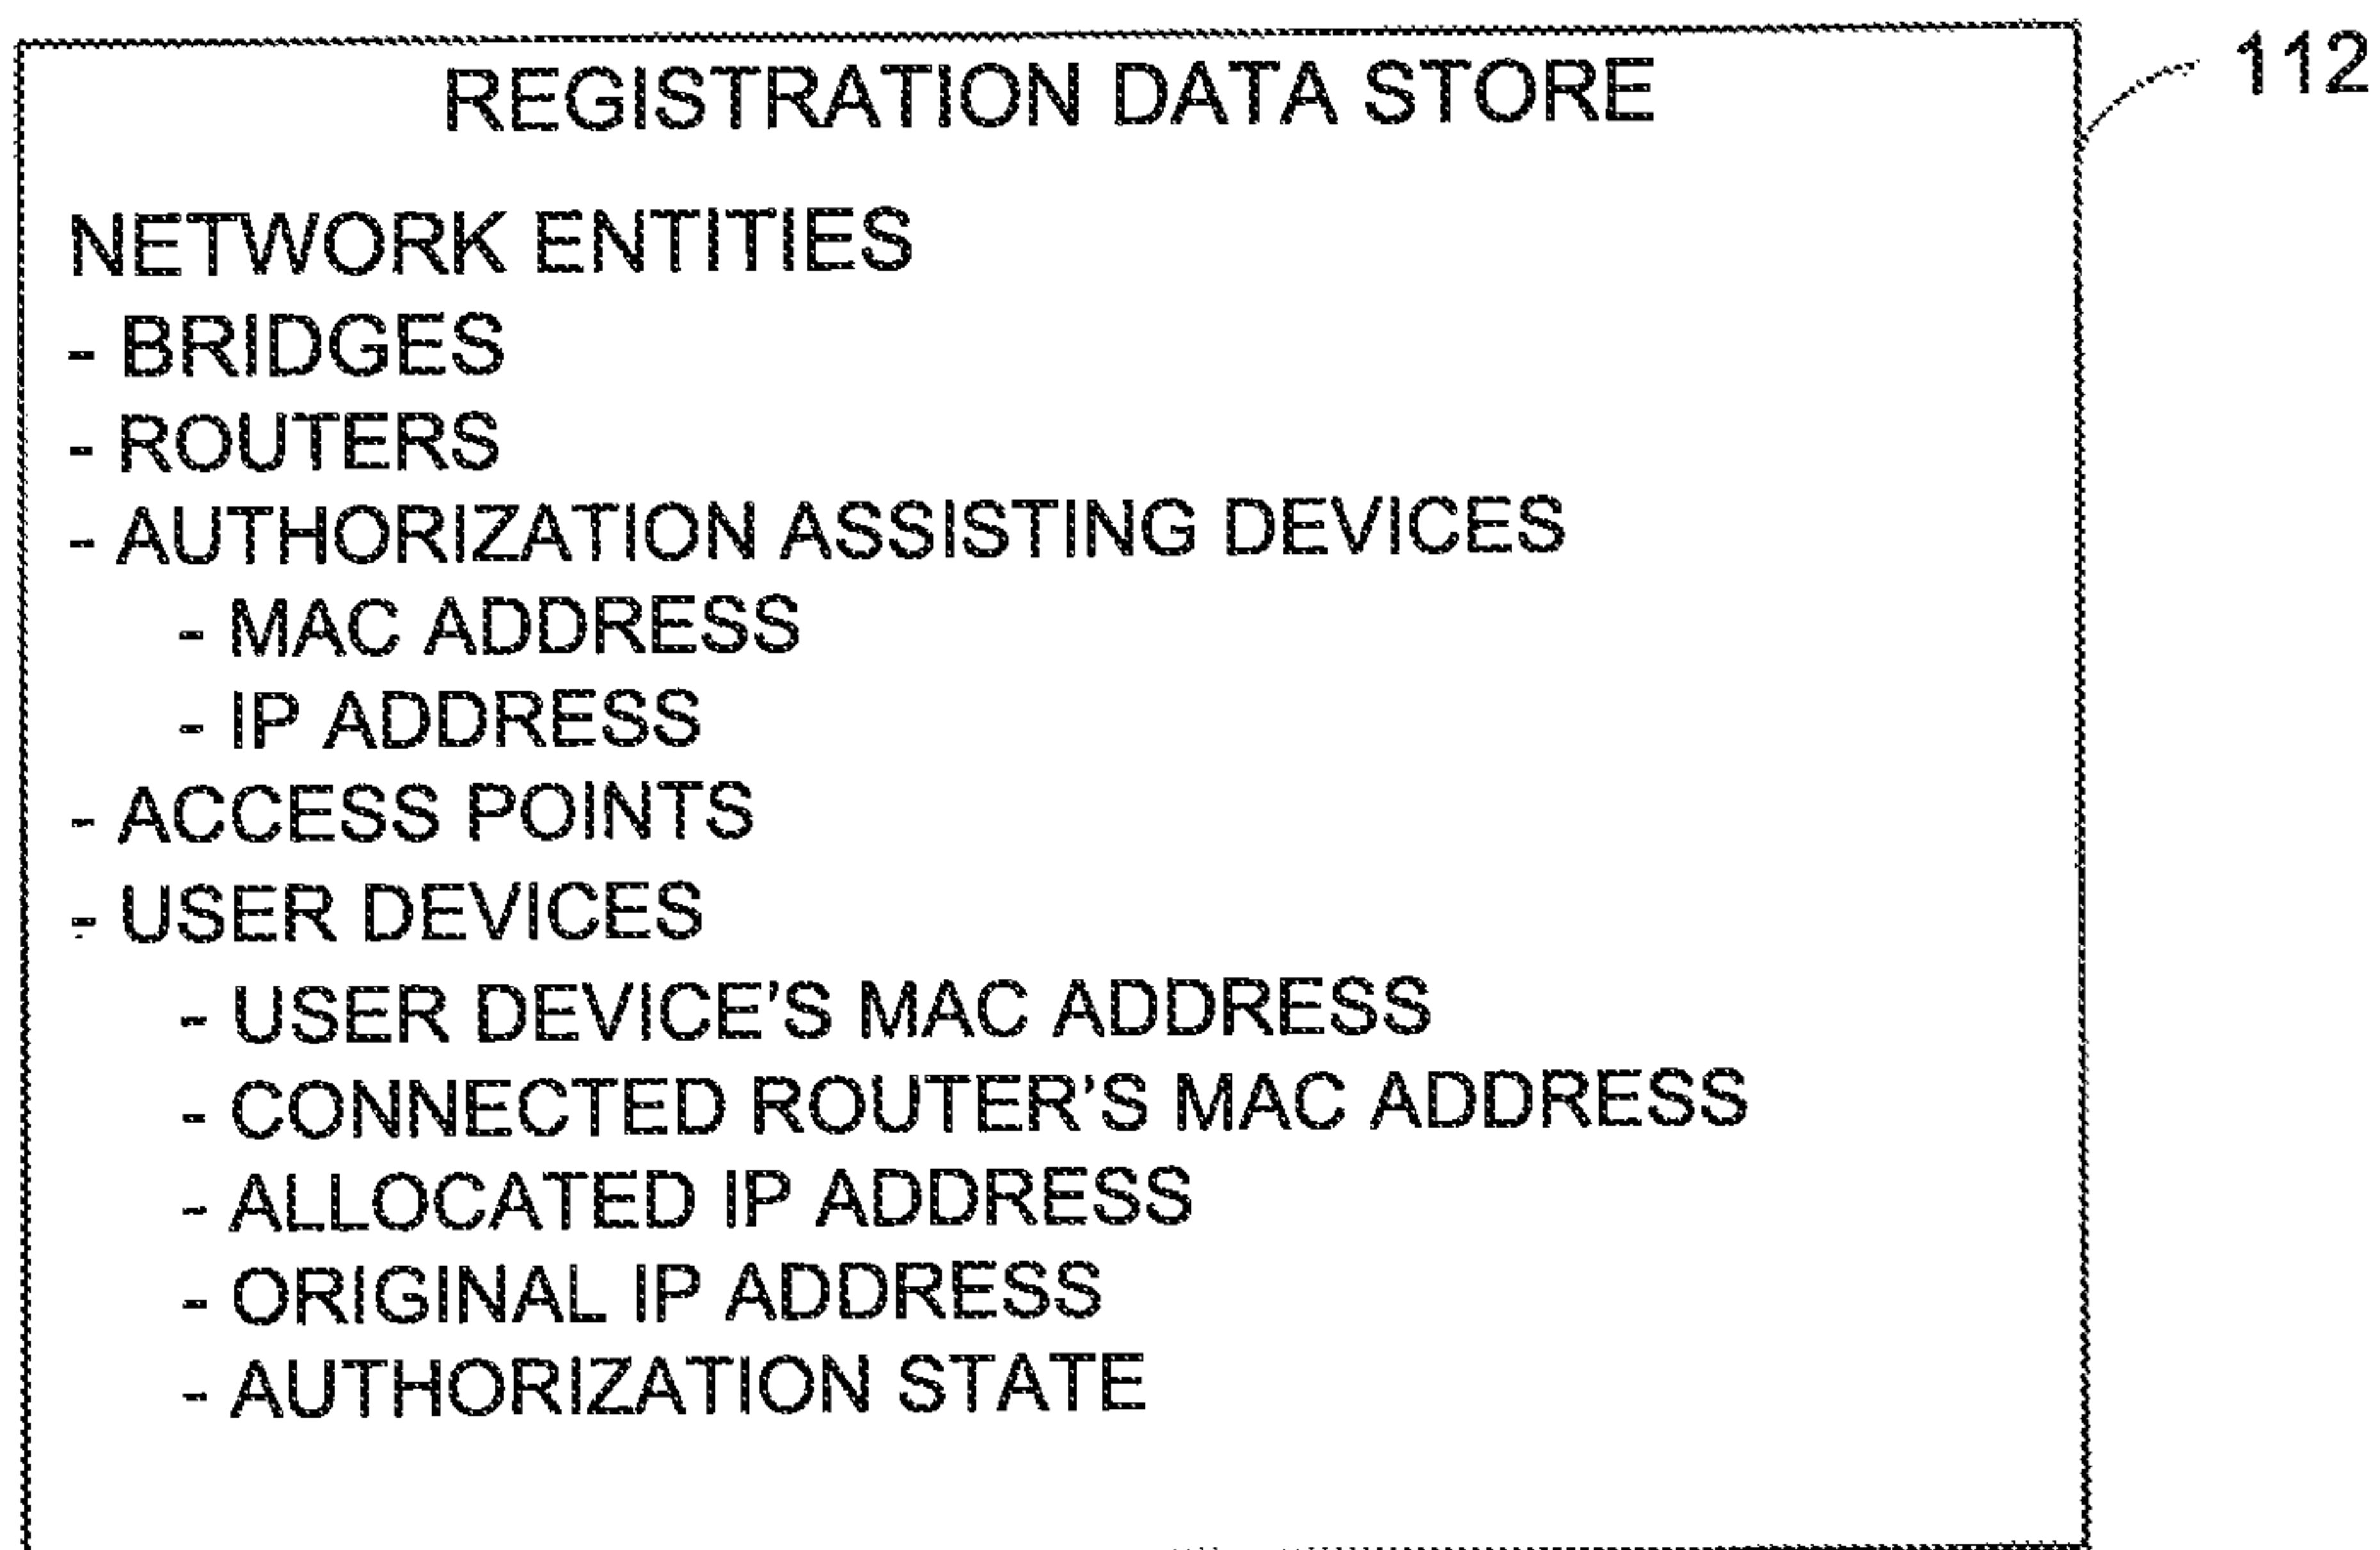 REGISTRATION DATA STORE
112
NETWORK ENTITIES
- BRIDGES
- ROUTERS
- AUTHORIZATION ASSISTING DEVICES
- MAC ADDRESS
- IP ADDRESS
- ACCESS POINTS
- USER DEVICES
- USER DEVICE'S MAC ADDRESS
- CONNECTED ROUTER'S MAC ADDRESS
- ALLOCATED IP ADDRESS
- ORIGINAL IP ADDRESS
- AUTHORIZATION STATE